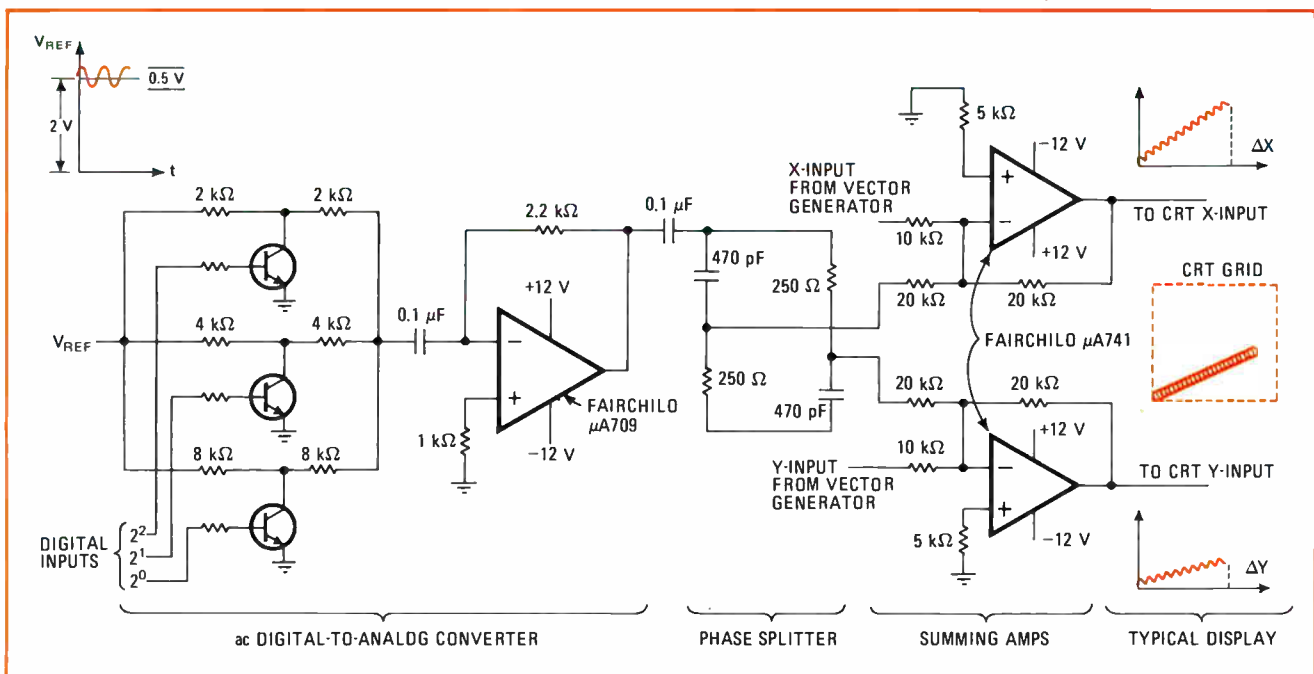 V_REF
0.5 V
2 V
t
2 kΩ
2 kΩ
4 kΩ
4 kΩ
V_REF
8 kΩ
8 kΩ
DIGITAL INPUTS
2²
2¹
2⁰
0.1 µF
2.2 kΩ
+12 V
−
+
1 kΩ
−12 V
FAIRCHILO
µA709
0.1 µF
470 pF
250 Ω
250 Ω
470 pF
5 kΩ
−12 V
X-INPUT
FROM VECTOR
GENERATOR
+
−
10 kΩ
+12 V
20 kΩ
20 kΩ
TO CRT X-INPUT
ΔX
FAIRCHILO µA741
CRT GRID
20 kΩ
20 kΩ
+12 V
10 kΩ
−
Y-INPUT
FROM VECTOR
GENERATOR
+
TO CRT Y-INPUT
5 kΩ
−12 V
ΔY
ac DIGITAL-TO-ANALOG CONVERTER
PHASE SPLITTER
SUMMING AMPS
TYPICAL DISPLAY